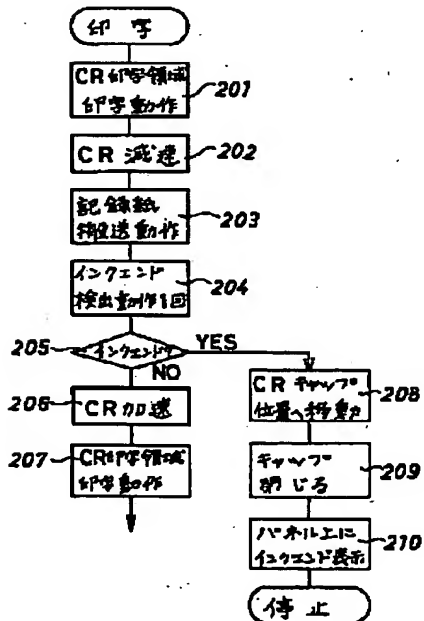 印字
CR印字領域
印字動作
201
CR減速
202
記録紙
搬送動作
203
インクエンド
検出動作1回
204
205
インクエンド?
YES
NO
206
CR加速
207
CR印字領域
印字動作
CRキャップ
位置へ移動
208
キャップ
閉じる
209
パネル上に
インクエンド表示
210
停止